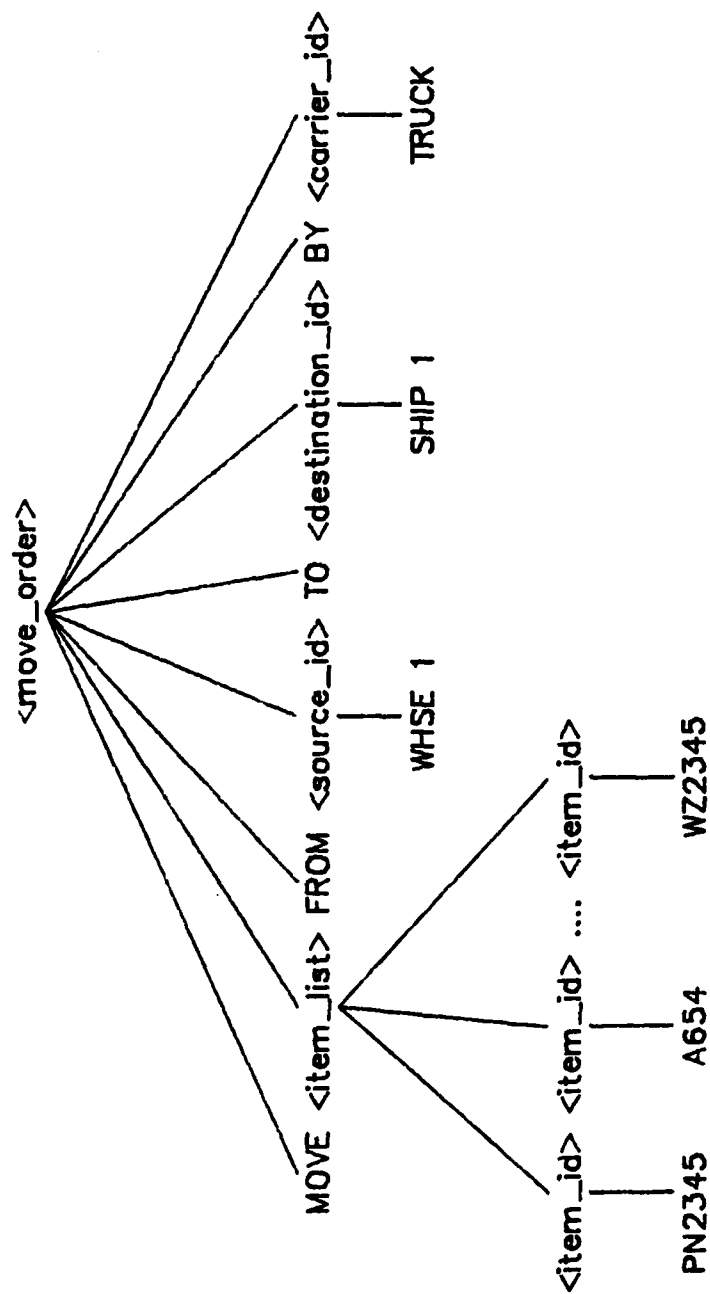 <move_order>
MOVE <item_list> FROM <source_id> TO <destination_id> BY <carrier_id>
WHSE 1 SHIP 1 TRUCK
<item_id> <item_id> .... <item_id>
PN2345 A654 WZ2345